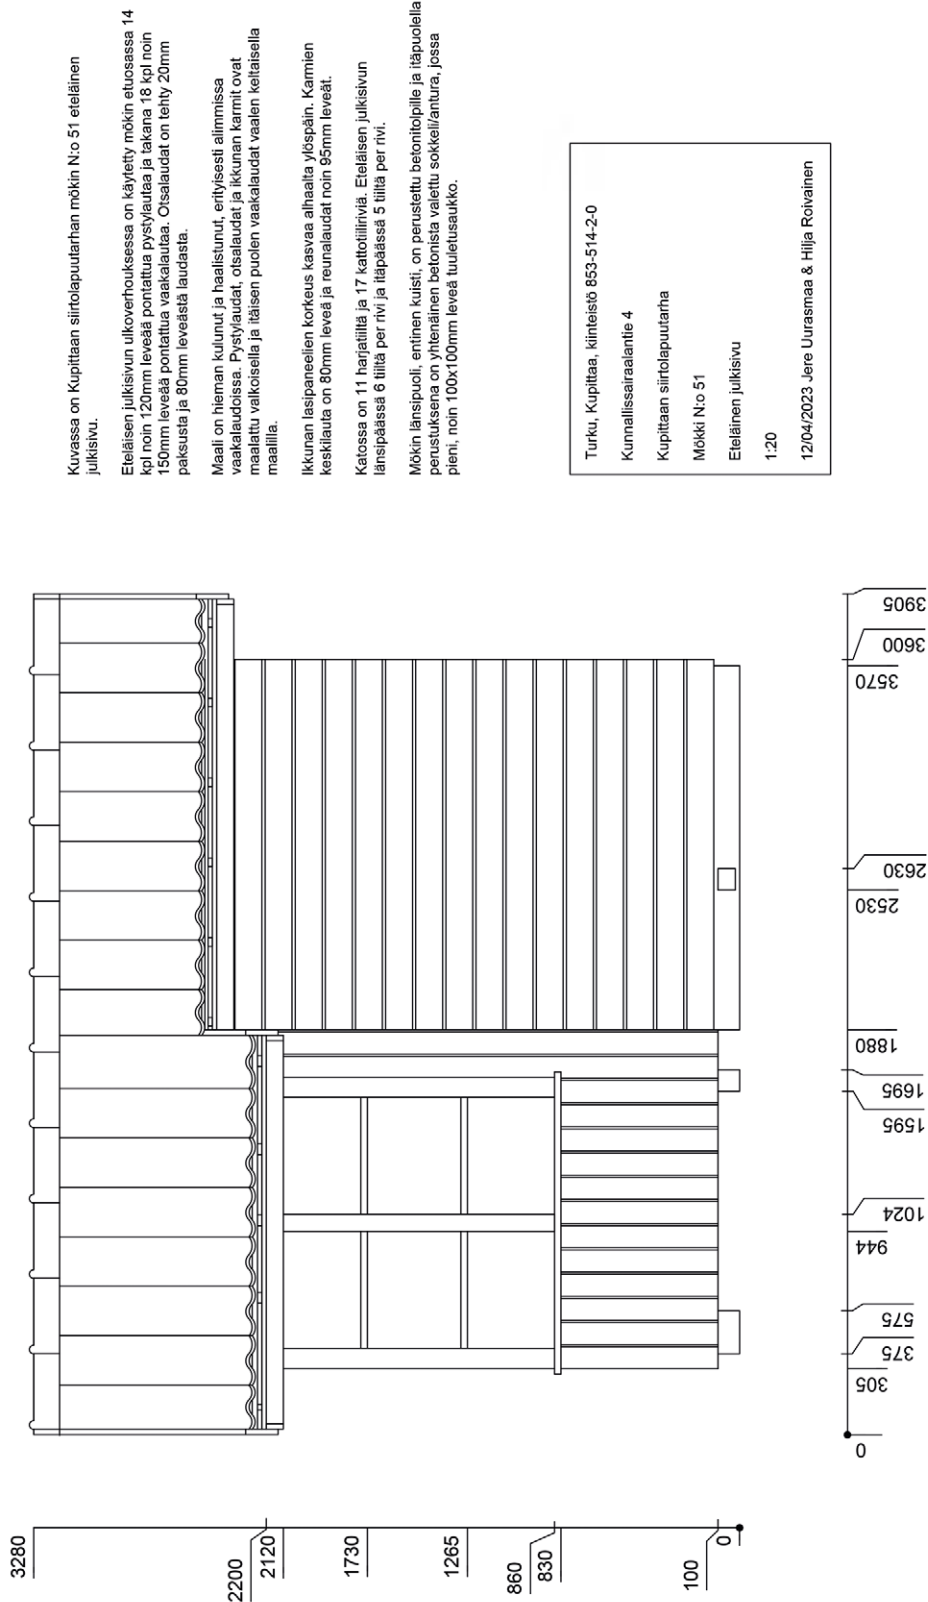 Kuvassa on Kupittaan siirtolapuutarhan mökin N:o 51 eteläinen
julkisivu.
Eteläisen julkisivun ulkoverhouksessa on käytetty mökin etuosassa 14
kpl noin 120mm leveää pontattua pystylautaa ja takana 18 kpl noin
150mm leveää pontattua vaakalautaa. Otsalaudat on tehty 20mm
paksusta ja 80mm leveästä laudasta.
Maali on hieman kulunut ja haalistunut, erityisesti alimmissa
vaakalaudoissa. Pystylaudat, otsalaudat ja ikkunan karmit ovat
maalattu valkoisella ja itäisen puolen vaakalaudat vaalen keltaisella
maalilla.
Ikkunan lasipaneelien korkeus kasvaa alhaalta ylöspäin. Karmien
keskilauta on 80mm leveä ja reunalaudat noin 95mm leveät.
Katossa on 11 harjatiiltä ja 17 kattotiiliriviä. Eteläisen julkisivun
länsipäässä 6 tiiltä per rivi ja itäpäässä 5 tiiltä per rivi.
Mökin länsipuoli, entinen kuisti, on perustettu betonitolpille ja itäpuolella
perustuksena on yhtenäinen betonista valettu sokkeli/antura, jossa
pieni, noin 100x100mm leveä tuuletusaukko.
Turku, Kupittaa, kiinteistö 853-514-2-0
Kunnallissairaalantie 4
Kupittaan siirtolapuutarha
Mökki N:o 51
Eteläinen julkisivu
1:20
12/04/2023 Jere Uurasmaa & Hilja Roivainen
3280
2200
2120
1730
1265
860
830
100
0
0
305
375
575
944
1024
1595
1695
1880
2530
2630
3570
3600
3905